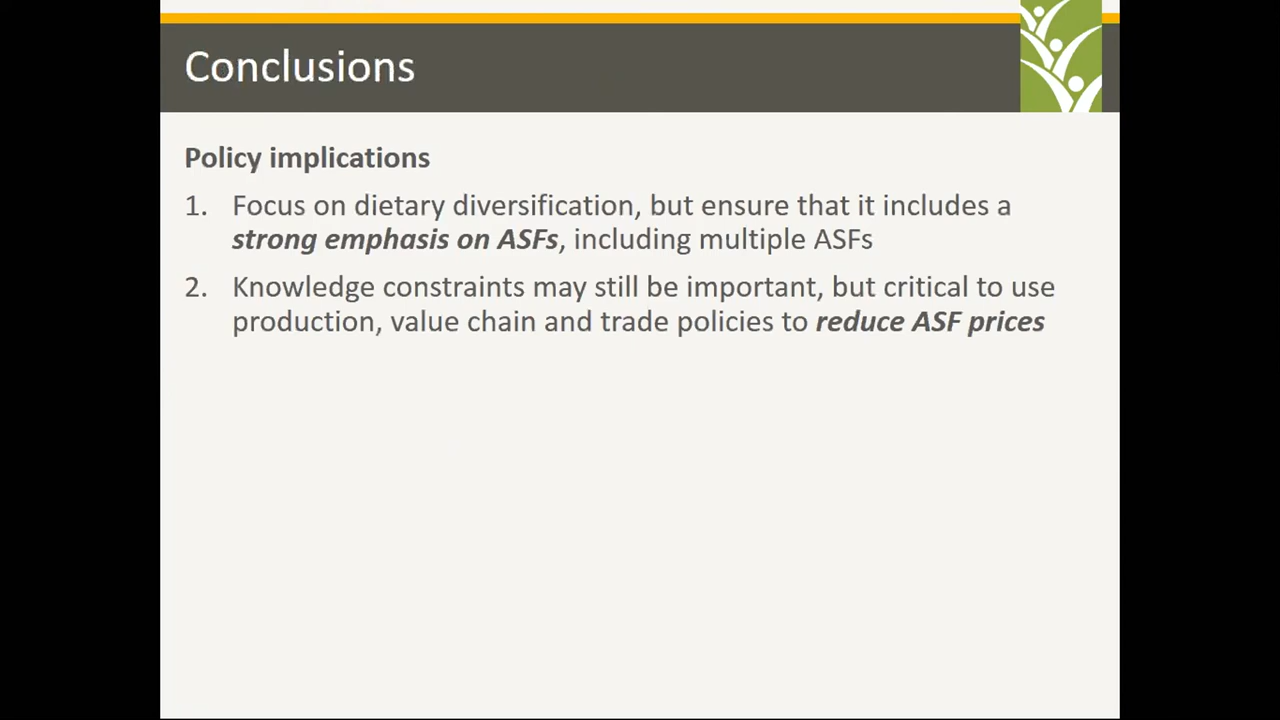 Conclusions
Policy implications
1. Focus on dietary diversification, but ensure that it includes a
strong emphasis on ASFs, including multiple ASFs
2. Knowledge constraints may still be important, but critical to use
production, value chain and trade policies to reduce ASF prices